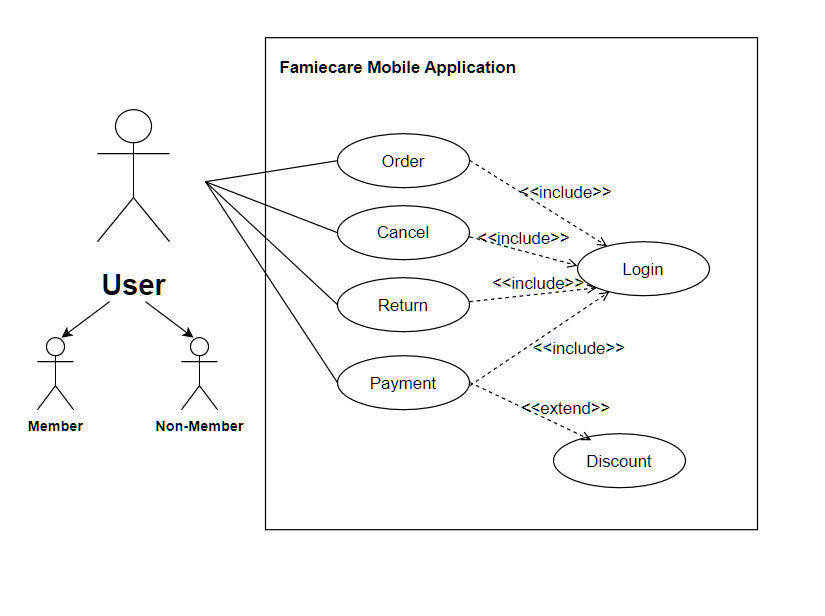 Famiecare Mobile Application
Order
<<include>>
Cancel
<<include>>
Login
User
<<include>>
Return
<<include>>
Payment
<<extend>>
Member
Non-Member
Discount